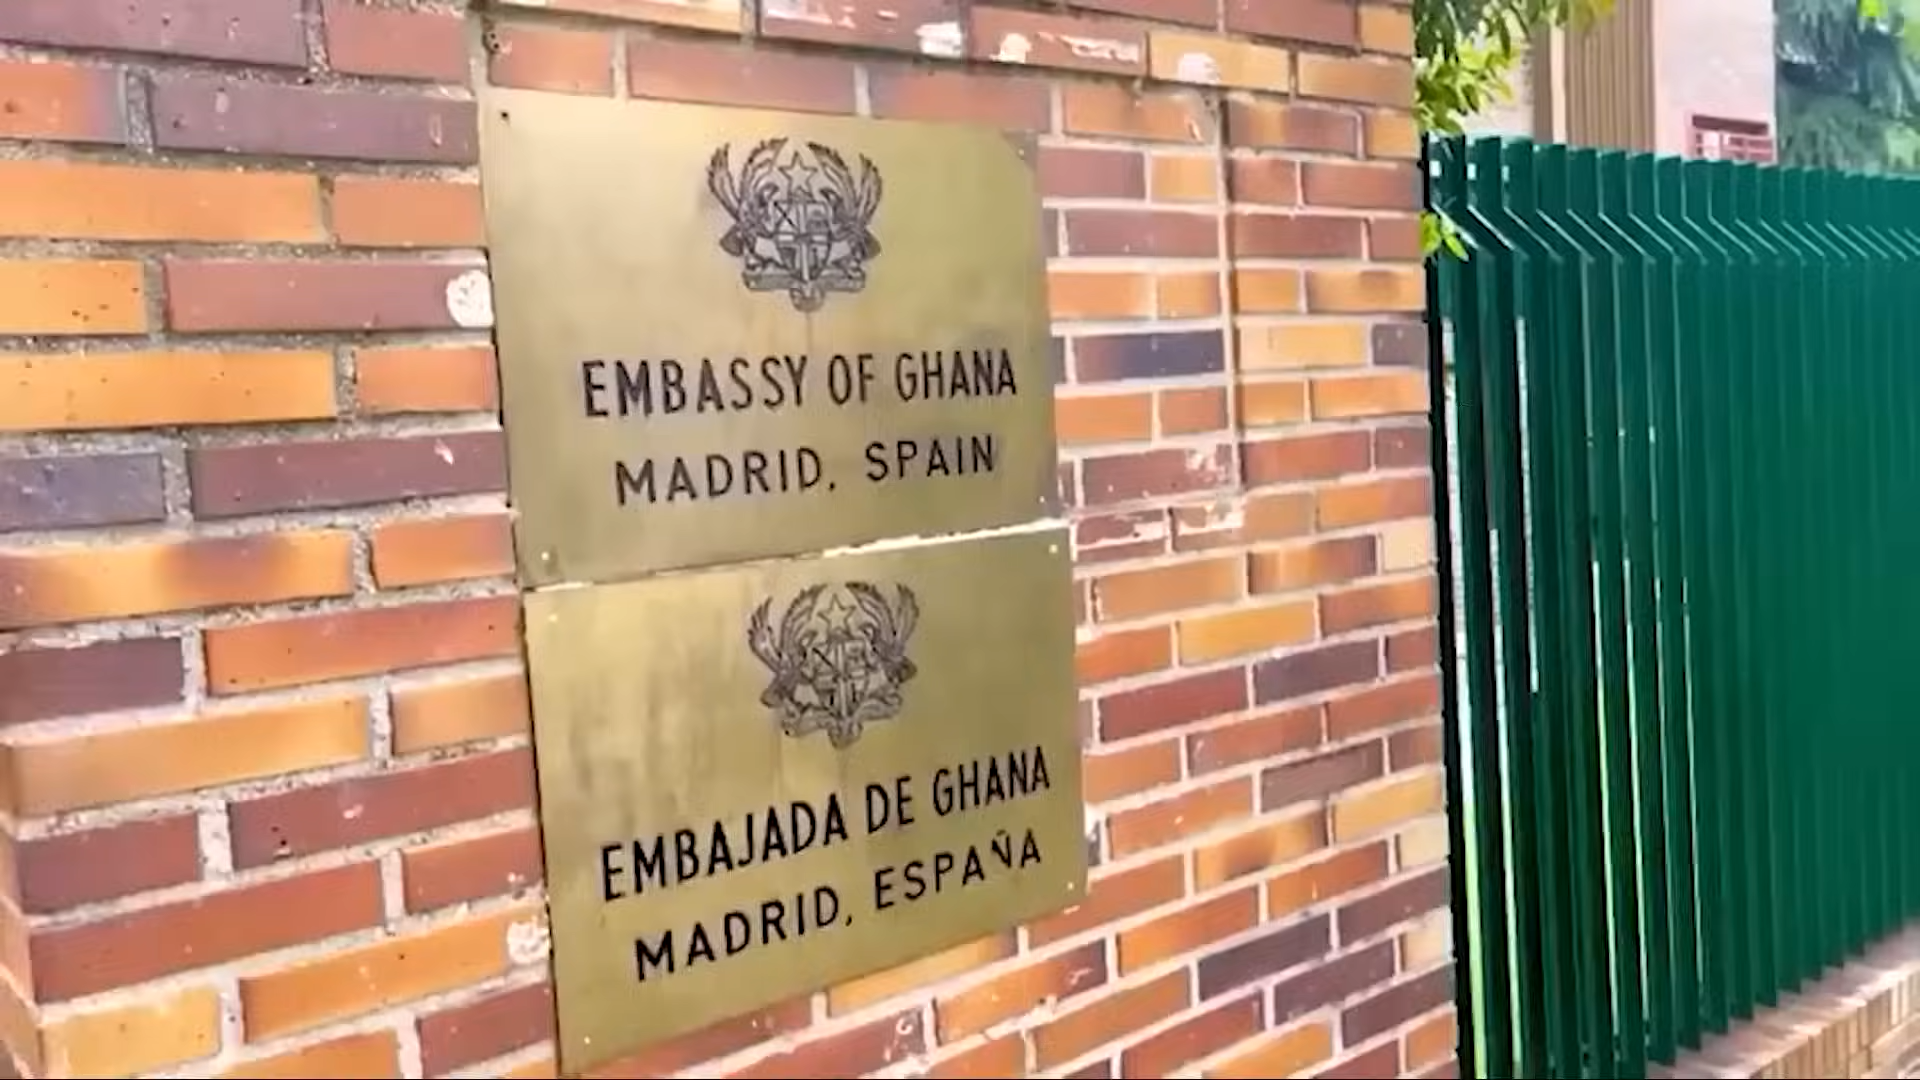 EMBASSY OF GHANA
MADRID, SPAIN
EMBAJADA DE GHANA
MADRID, ESPAÑA